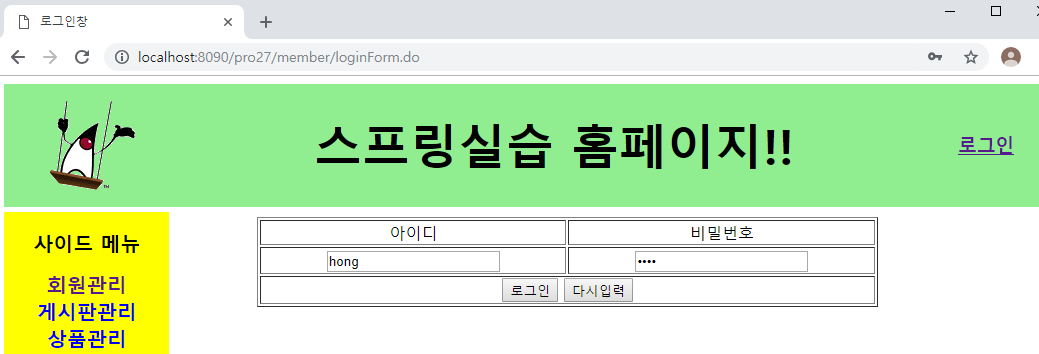 로그인창
localhost:8090/pro27/member/loginForm.do
스프링실습 홈페이지!!
로그인
사이드 메뉴
회원관리
게시판관리
상품관리
아이디 비밀번호
hong ••••
로그인 다시입력